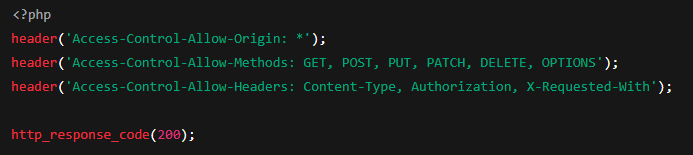 <?php
header('Access-Control-Allow-Origin: *');
header('Access-Control-Allow-Methods: GET, POST, PUT, PATCH, DELETE, OPTIONS');
header('Access-Control-Allow-Headers: Content-Type, Authorization, X-Requested-With');
http_response_code(200);